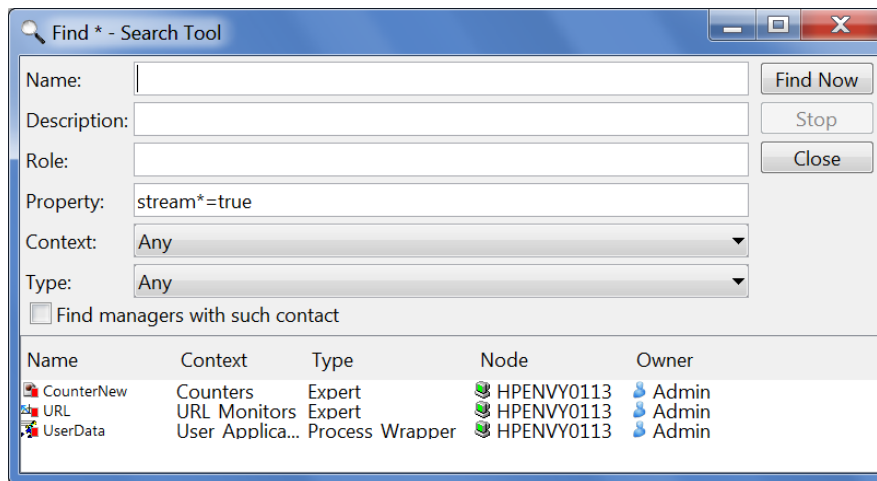 Find * - Search Tool
Name: Find Now
Description: Stop
Role: Close
Property: stream*=true
Context: Any
Type: Any
Find managers with such contact
Name Context Type Node Owner
CounterNew Counters Expert HPENVY0113 Admin
URL URL Monitors Expert HPENVY0113 Admin
UserData User Applica... Process Wrapper HPENVY0113 Admin